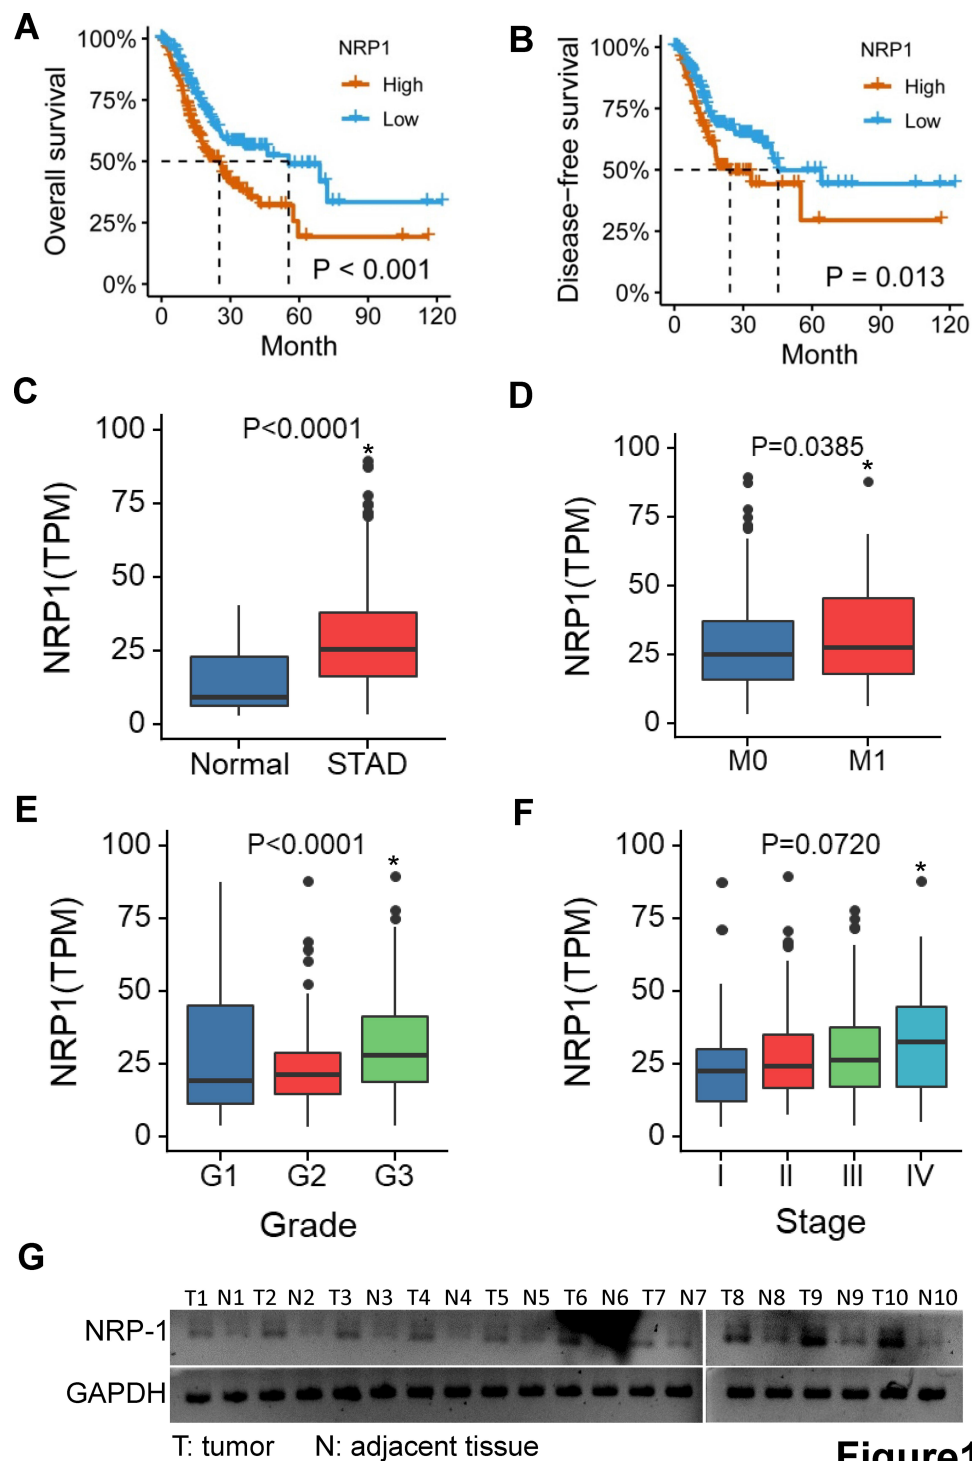 A
100%
75%
50%
25%
0%
Overall survival
NRP1
High
Low
P < 0.001
0 30 60 90 120
Month
B
100%
75%
50%
25%
0%
Disease−free survival
NRP1
High
Low
P = 0.013
0 30 60 90 120
Month
C
100
75
50
25
0
NRP1(TPM)
P<0.0001
*
Normal STAD
D
100
75
50
25
0
NRP1(TPM)
P=0.0385
*
M0 M1
E
100
75
50
25
0
NRP1(TPM)
P<0.0001
*
G1 G2 G3
Grade
F
100
75
50
25
0
NRP1(TPM)
P=0.0720
*
I II III IV
Stage
G
T1 N1 T2 N2 T3 N3 T4 N4 T5 N5 T6 N6 T7 N7 T8 N8 T9 N9 T10 N10
NRP-1
GAPDH
T: tumor N: adjacent tissue
Figure1